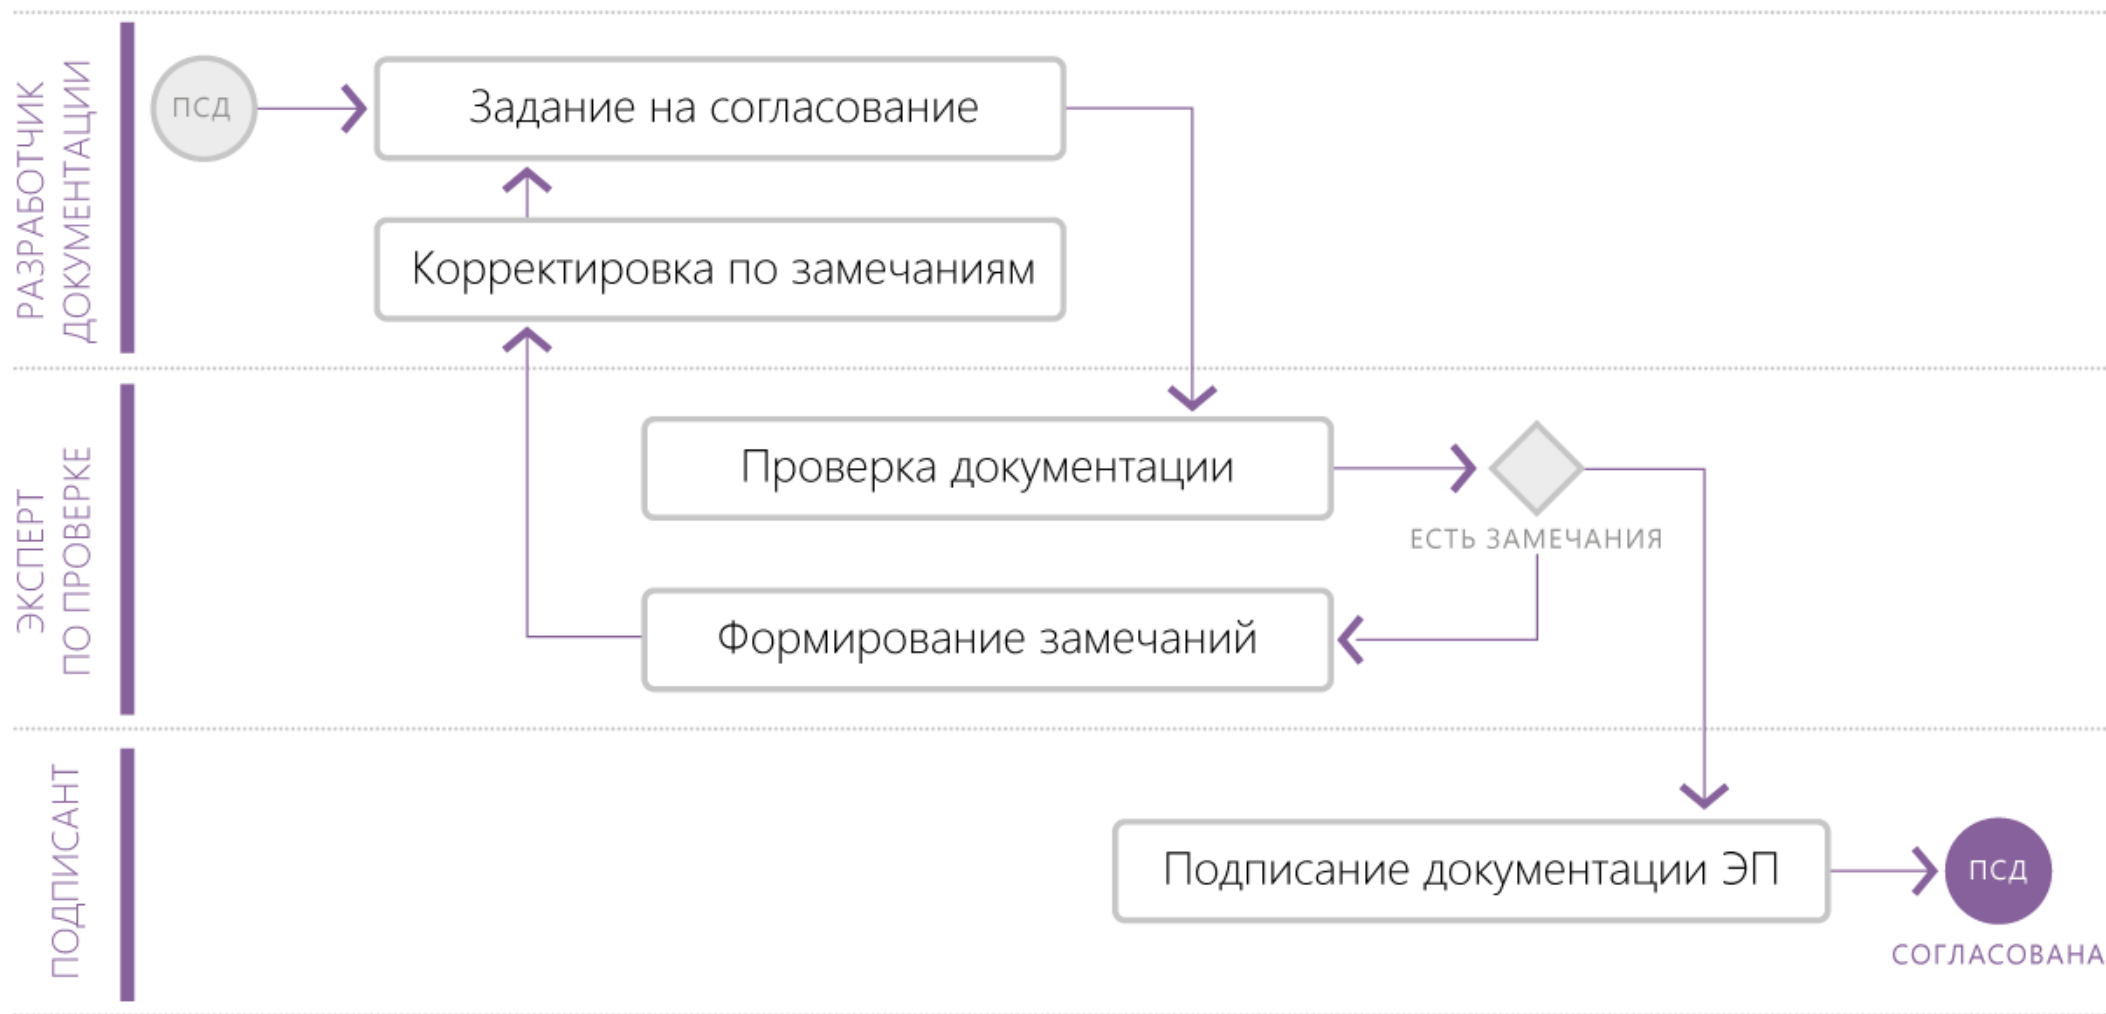 РАЗРАБОТЧИК
ДОКУМЕНТАЦИИ
ПСД
Задание на согласование
Корректировка по замечаниям
ЭКСПЕРТ
ПО ПРОВЕРКЕ
Проверка документации
ЕСТЬ ЗАМЕЧАНИЯ
Формирование замечаний
ПОДПИСАНТ
Подписание документации ЭП
ПСД
СОГЛАСОВАНА